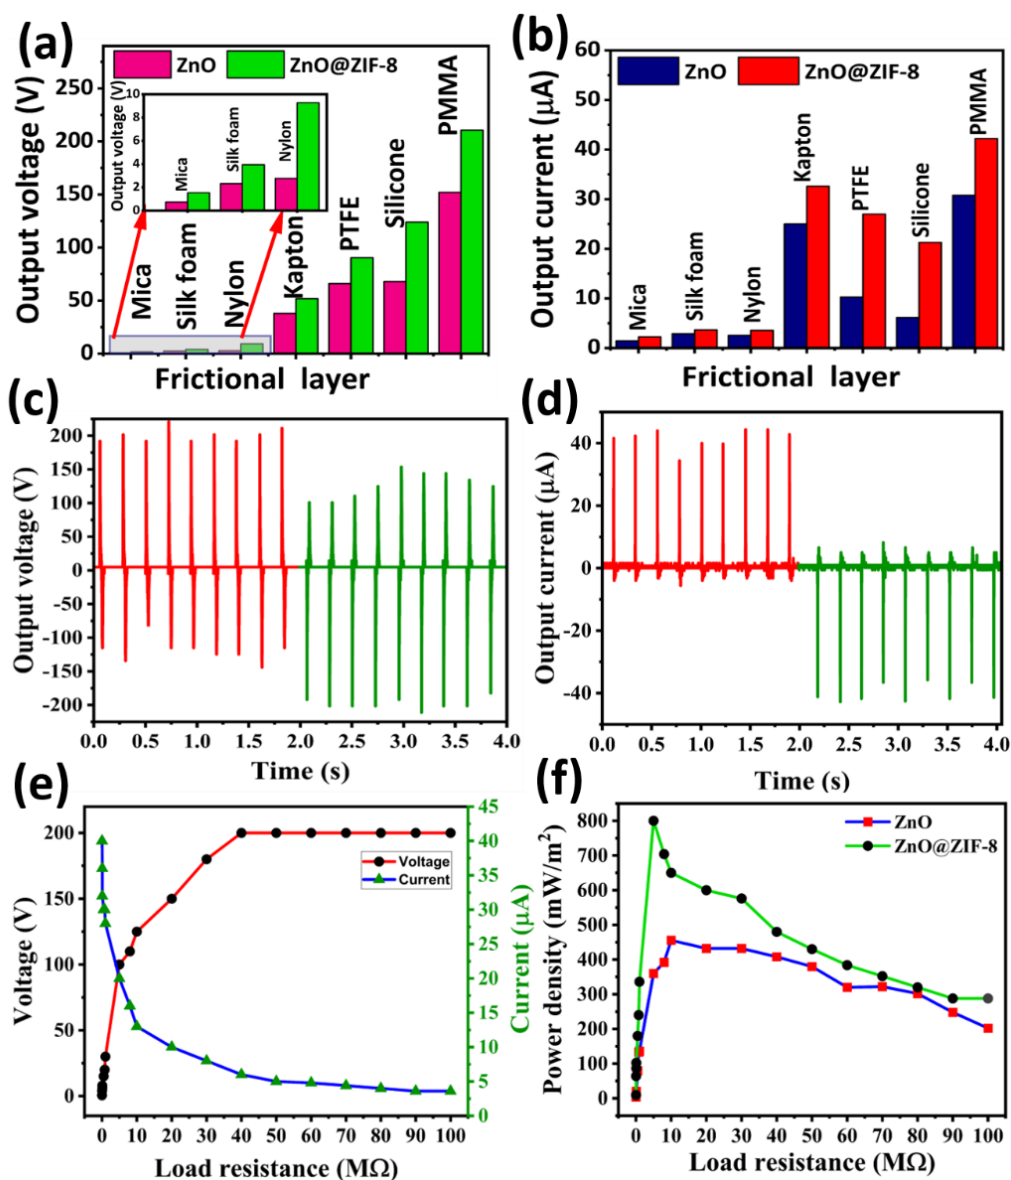 (a)
ZnO ZnO@ZIF-8
Output voltage (V)
250
200
150
100
50
0
Output voltage (V)
10
8
6
4
2
0
Mica
Silk foam
Nylon
Mica
Silk foam
Nylon
Kapton
PTFE
Silicone
PMMA
Frictional layer
(b)
ZnO ZnO@ZIF-8
Output current (μA)
60
50
40
30
20
10
0
Mica
Silk foam
Nylon
Kapton
PTFE
Silicone
PMMA
Frictional layer
(c)
Output voltage (V)
200
150
100
50
0
-50
-100
-150
-200
0.0 0.5 1.0 1.5 2.0 2.5 3.0 3.5 4.0
Time (s)
(d)
Output current (μA)
40
20
0
-20
-40
0.0 0.5 1.0 1.5 2.0 2.5 3.0 3.5 4.0
Time (s)
(e)
Voltage (V)
200
150
100
50
0
Voltage
Current
45
40
35
30
25
20
15
10
5
0
Current (μA)
0 10 20 30 40 50 60 70 80 90 100
Load resistance (MΩ)
(f)
Power density (mW/m²)
800
700
600
500
400
300
200
100
0
ZnO
ZnO@ZIF-8
0 10 20 30 40 50 60 70 80 90 100
Load resistance (MΩ)